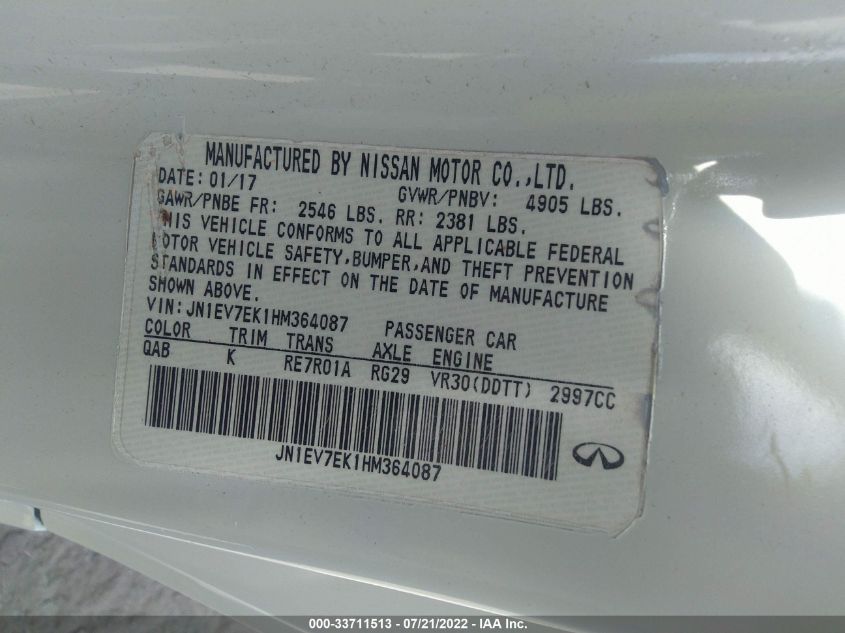 MANUFACTURED BY NISSAN MOTOR CO.,LTD.
DATE: 01/17 GVWR/PNBV: 4905 LBS.
GAWR/PNBE FR: 2546 LBS. RR: 2381 LBS.
THIS VEHICLE CONFORMS TO ALL APPLICABLE FEDERAL
MOTOR VEHICLE SAFETY,BUMPER,AND THEFT PREVENTION
STANDARDS IN EFFECT ON THE DATE OF MANUFACTURE
SHOWN ABOVE.
VIN:JN1EV7EK1HM364087 PASSENGER CAR
COLOR TRIM TRANS AXLE ENGINE
QAB K RE7R01A RG29 VR30(DDTT) 2997CC
JN1EV7EK1HM364087
000-33711513 / 07/21/2022 - IAA Inc.